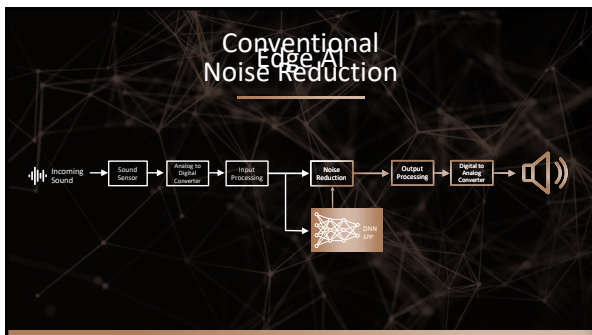 Conventional
Edge AI
Noise Reduction
Incoming
Sound
Sound
Sensor
Analog to
Digital
Converter
Input
Processing
Noise
Reduction
Output
Processing
Digital to
Analog
Converter
DNN